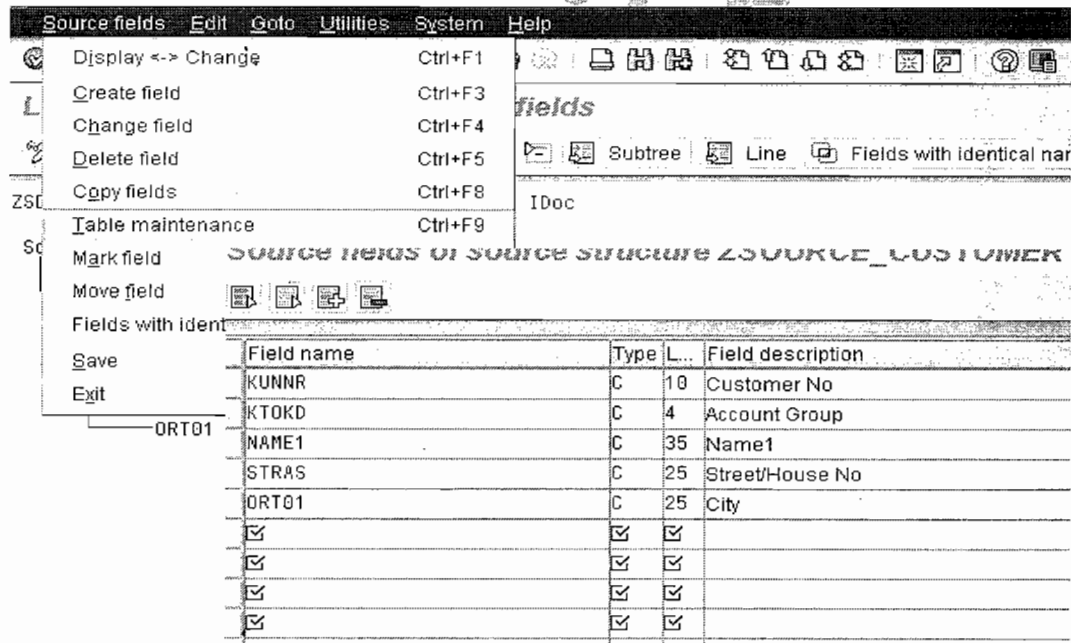 Source fields Edit Goto Utilities System Help
Display <-> Change Ctrl+F1
Create field Ctrl+F3
Change field Ctrl+F4
Delete field Ctrl+F5
Copy fields Ctrl+F8
Table maintenance Ctrl+F9
Mark field
Move field
Fields with ident
Save
Exit
L
fields
Subtree Line Fields with identical nar
ZSD
IDoc
So
Source fields of source structure ZSOURCE_CUSTOMER
ORT01
Field name Type L... Field description
KUNNR C 10 Customer No
KTOKD C 4 Account Group
NAME1 C 35 Name1
STRAS C 25 Street/House No
ORT01 C 25 City